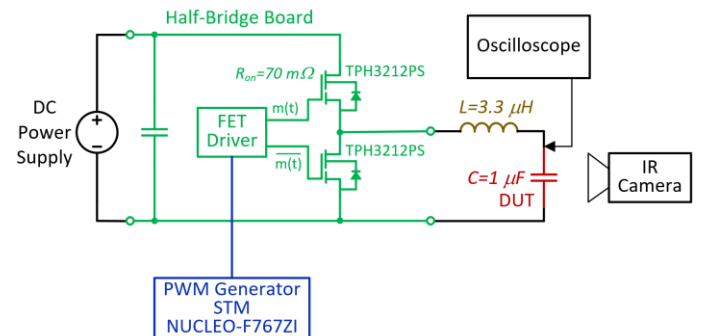 Half-Bridge Board
Oscilloscope
R_on=70 mΩ
TPH3212PS
DC
Power
Supply
FET
Driver
m(t)
m(t)
TPH3212PS
L=3.3 μH
C=1 μF
DUT
IR
Camera
PWM Generator
STM
NUCLEO-F767ZI